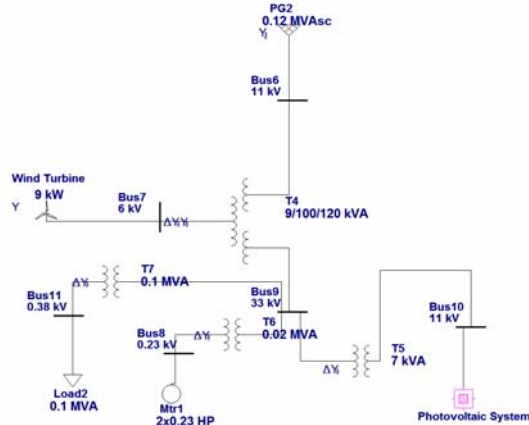 PG2
0.12 MVAsc
Bus6
11 kV
Wind Turbine
9 kW
Y
Bus7
6 kV
T4
9/100/120 kVA
T7
0.1 MVA
Bus9
33 kV
Bus11
0.38 kV
Bus8
0.23 kV
T6
0.02 MVA
Bus10
11 kV
T5
7 kVA
Load2
0.1 MVA
Mtr1
2x0.23 HP
Photovoltaic System